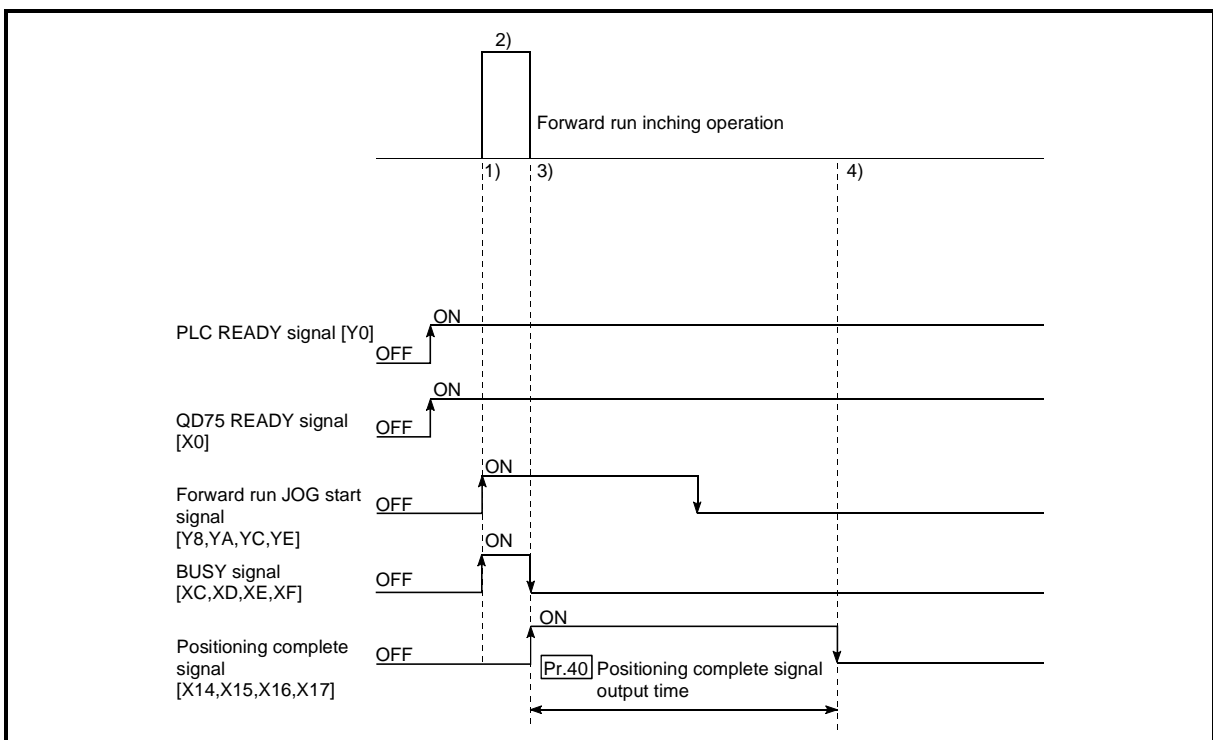 2)
Forward run inching operation
1) 3) 4)
ON
PLC READY signal [Y0]
OFF
ON
QD75 READY signal
[X0]
OFF
ON
Forward run JOG start
signal
[Y8,YA,YC,YE]
OFF
ON
BUSY signal
[XC,XD,XE,XF]
OFF
ON
Positioning complete
signal
[X14,X15,X16,X17]
OFF
Pr.40 Positioning complete signal
output time